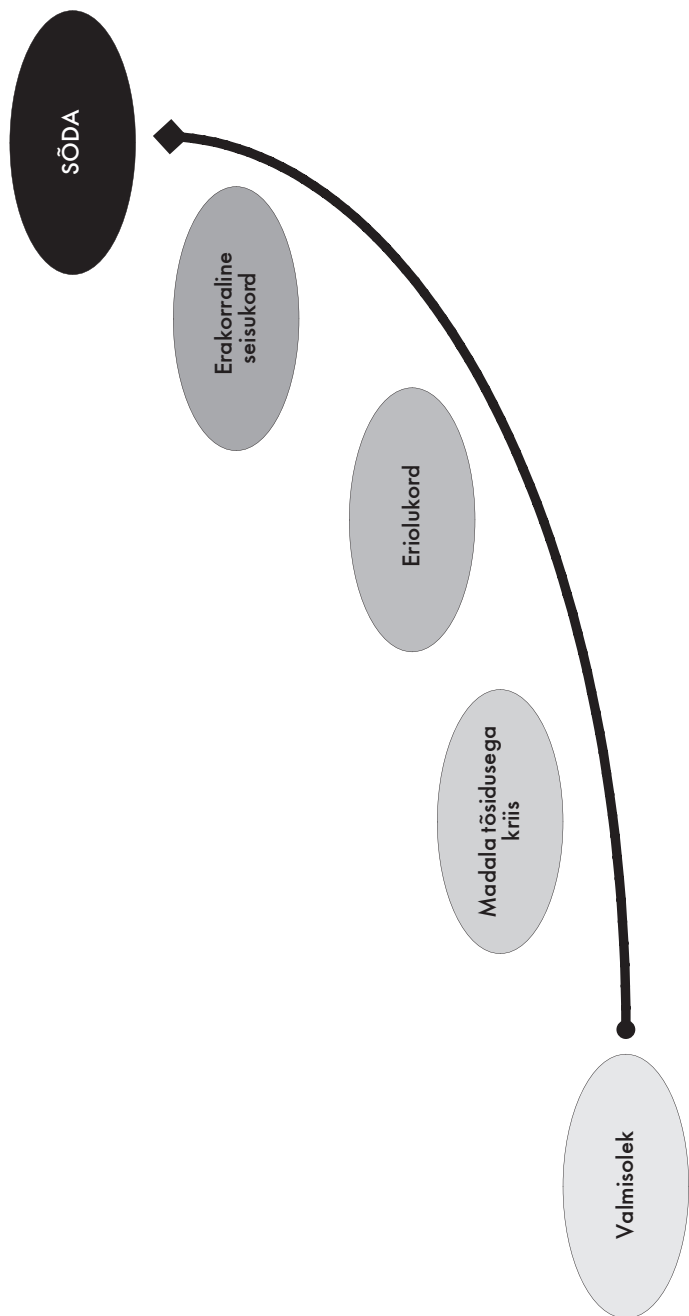 SÕDA
Erakorraline
seisukord
Eriolukord
Madala tõsidusega
kriis
Valmisolek